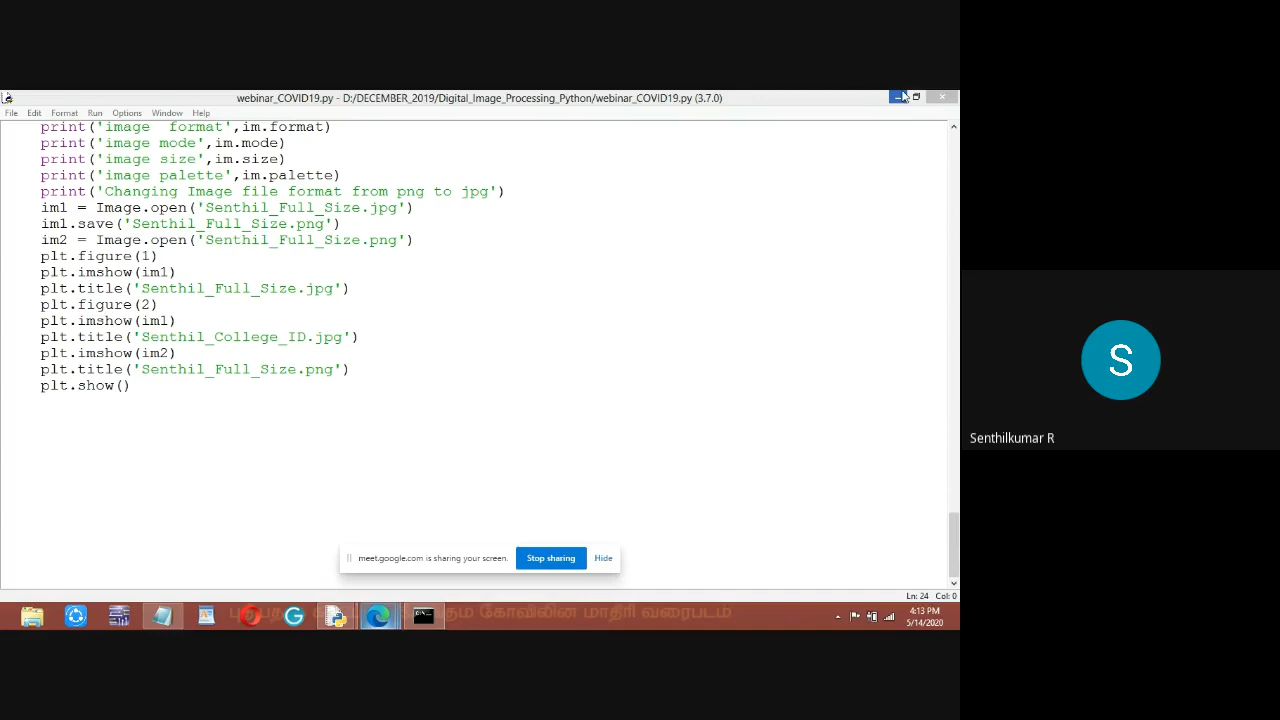 webinar_COVID19.py - D:/DECEMBER_2019/Digital_Image_Processing_Python/webinar_COVID19.py (3.7.0)
File Edit Format Run Options Window Help
print('image  format',im.format)
print('image mode',im.mode)
print('image size',im.size)
print('image palette',im.palette)
print('Changing Image file format from png to jpg')
im1 = Image.open('Senthil_Full_Size.jpg')
im1.save('Senthil_Full_Size.png')
im2 = Image.open('Senthil_Full_Size.png')
plt.figure(1)
plt.imshow(im1)
plt.title('Senthil_Full_Size.jpg')
plt.figure(2)
plt.imshow(im1)
plt.title('Senthil_College_ID.jpg')
plt.imshow(im2)
plt.title('Senthil_Full_Size.png')
plt.show()
S
Senthilkumar R
meet.google.com is sharing your screen. Stop sharing Hide
Ln: 24 Col: 0
கோவிலின் மாதிரி வரைபடம்
4:13 PM
5/14/2020